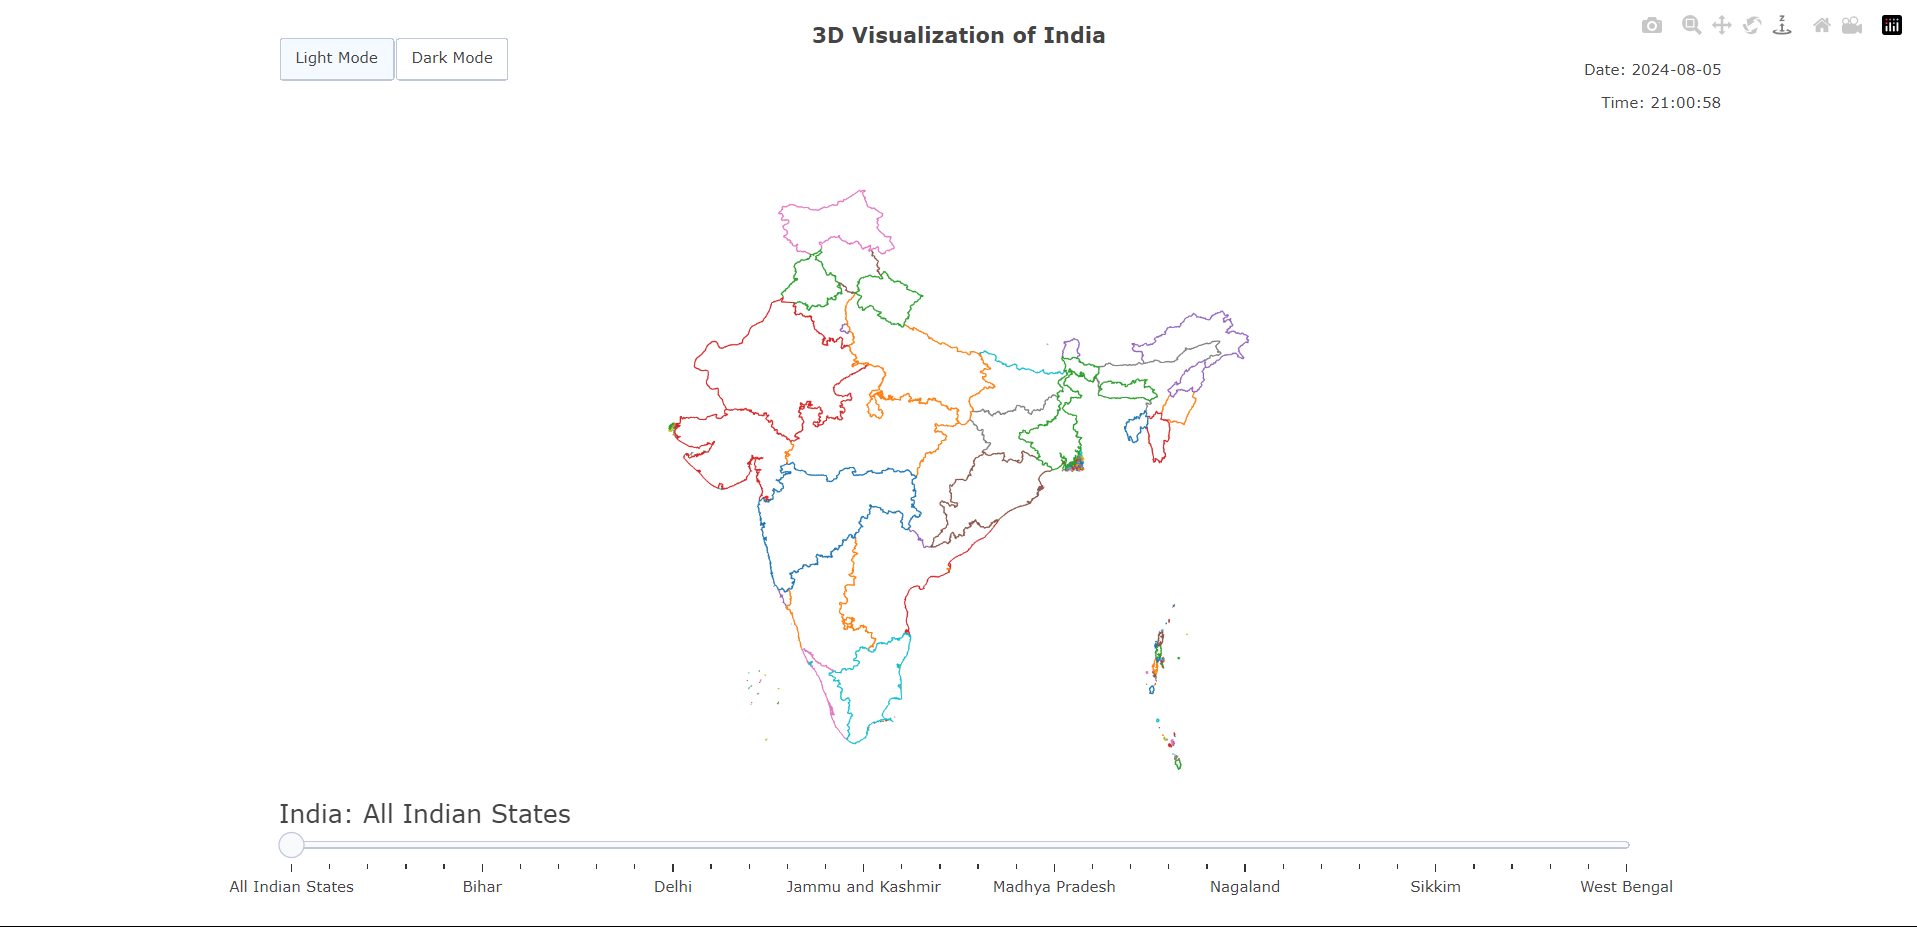 3D Visualization of India
Light Mode
Dark Mode
Date: 2024-08-05
Time: 21:00:58
India: All Indian States
All Indian States
Bihar
Delhi
Jammu and Kashmir
Madhya Pradesh
Nagaland
Sikkim
West Bengal